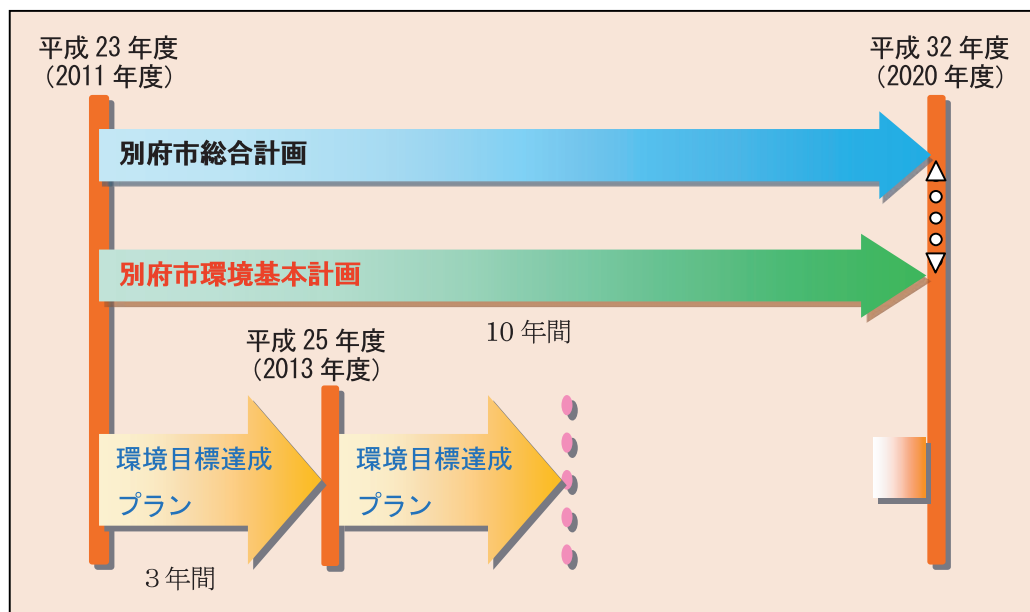 平成 23 年度
（2011 年度）
平成 32 年度
（2020 年度）
別府市総合計画
別府市環境基本計画
10 年間
平成 25 年度
（2013 年度）
環境目標達成
プラン
環境目標達成
プラン
3 年間